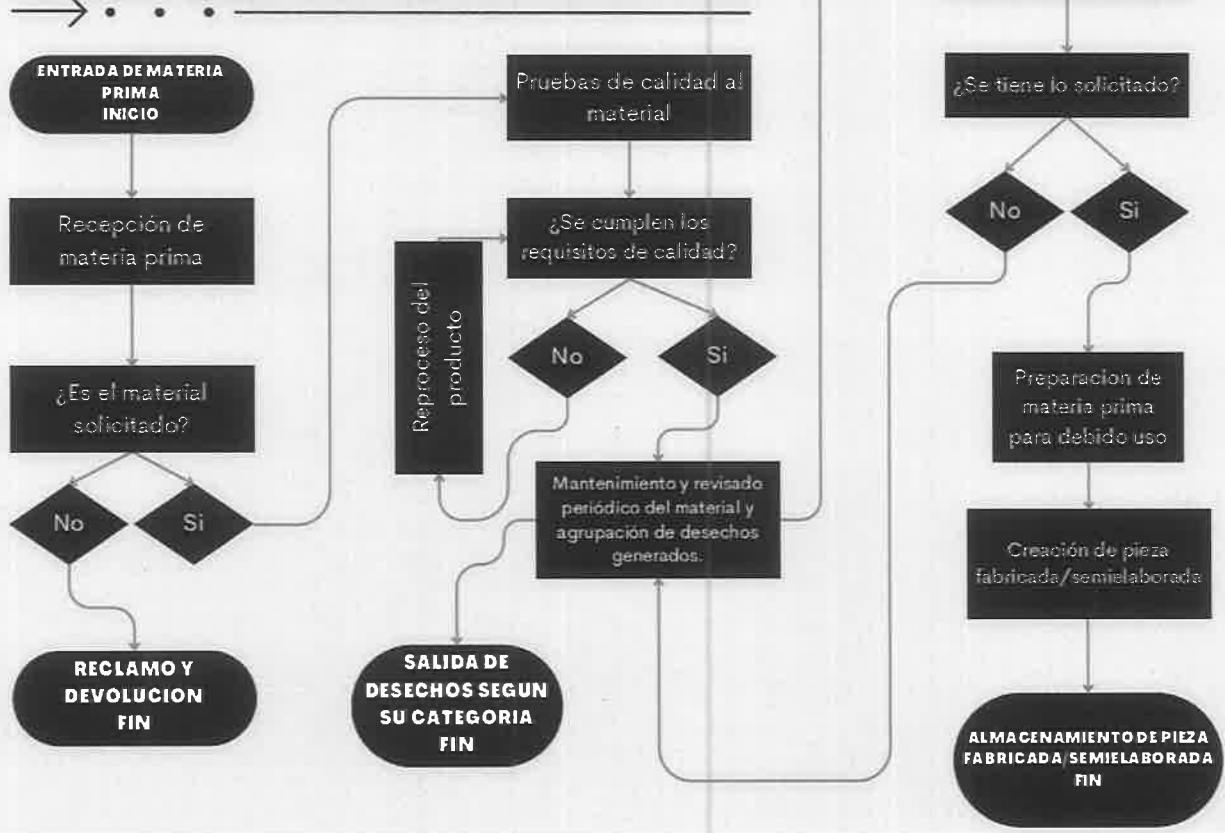 ENTRADA DE MATERIA
PRIMA
INICIO
Recepción de
materia prima
¿Es el material
solicitado?
No
Si
RECLAMO Y
DEVOLUCION
FIN
Pruebas de calidad al
material
¿Se cumplen los
requisitos de calidad?
Reproceso del
producto
No
Si
Mantenimiento y revisado
periódico del material y
agrupación de desechos
generados.
SALIDA DE
DESECHOS SEGUN
SU CATEGORIA
FIN
¿Se tiene lo solicitado?
No
Si
Preparacion de
materia prima
para debido uso
Creación de pieza
fabricada/semielaborada
ALMACENAMIENTO DE PIEZA
FABRICADA/SEMIELABORADA
FIN